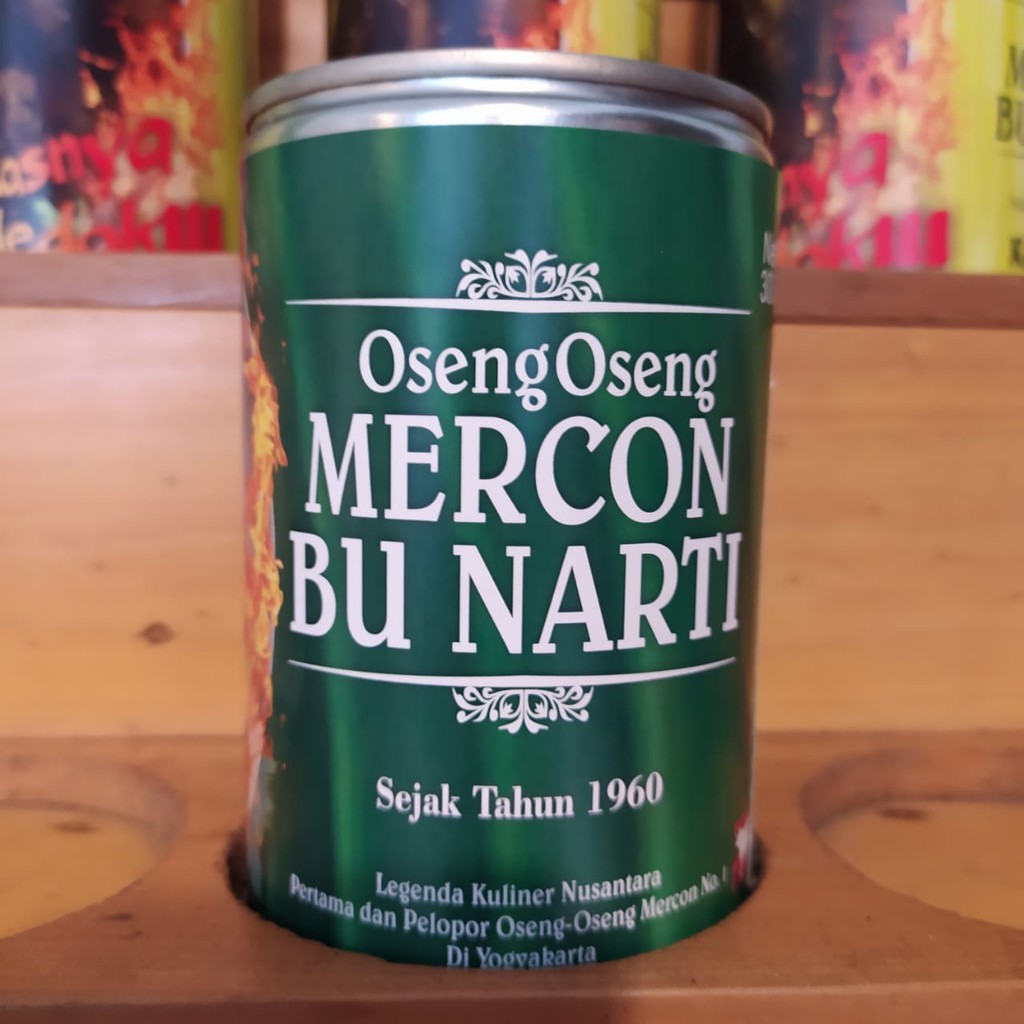 Oseng Oseng
MERCON
BU NARTI
Sejak Tahun 1960
Legenda Kuliner Nusantara
Pertama dan Pelopor Oseng-Oseng Mercon No. 1
Di Yogyakarta